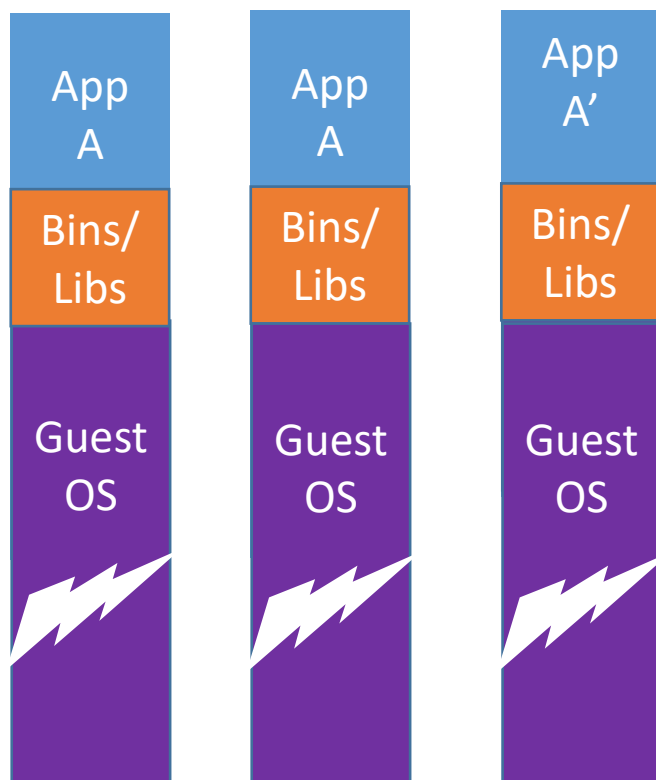 App
A
Bins/
Libs
Guest
OS
App
A
Bins/
Libs
Guest
OS
App
A’
Bins/
Libs
Guest
OS